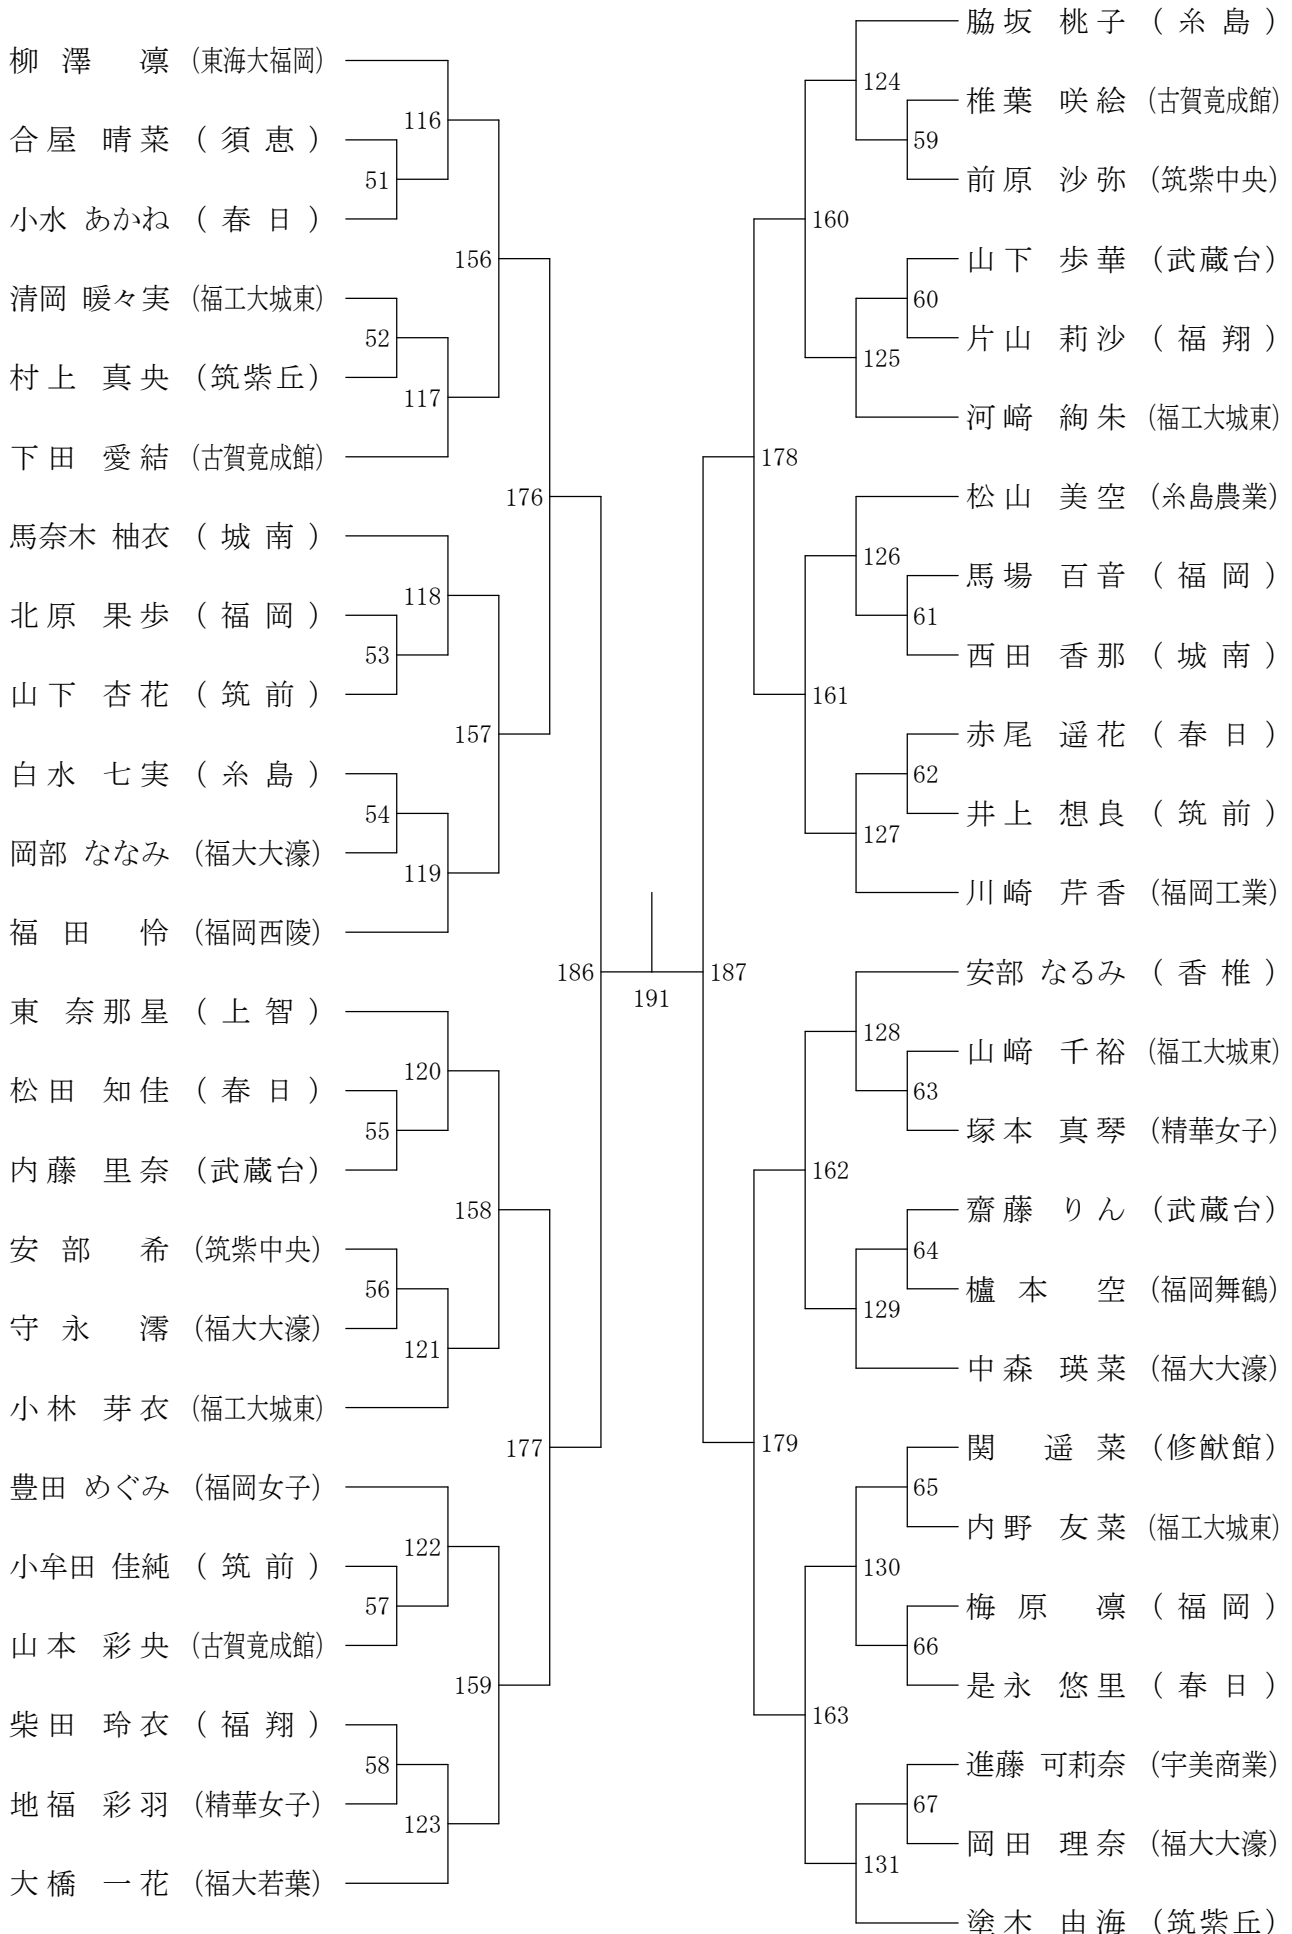 柳澤 凛 (東海大福岡)
116
合屋 晴菜 (須恵)
51
小水 あかね (春日)
156
清岡 暖々実 (福工大城東)
52
村上 真央 (筑紫丘)
117
下田 愛結 (古賀竟成館)
176
馬奈木 柚衣 (城南)
118
北原 果歩 (福岡)
53
山下 杏花 (筑前)
157
白水 七実 (糸島)
54
岡部 ななみ (福大大濠)
119
福田 怜 (福岡西陵)
186
東 奈那星 (上智)
120
松田 知佳 (春日)
55
内藤 里奈 (武蔵台)
158
安部 希 (筑紫中央)
56
守永 澪 (福大大濠)
121
小林 芽衣 (福工大城東)
177
豊田 めぐみ (福岡女子)
122
小牟田 佳純 (筑前)
57
山本 彩央 (古賀竟成館)
159
柴田 玲衣 (福翔)
58
地福 彩羽 (精華女子)
123
大橋 一花 (福大若葉)
191
脇坂 桃子 (糸島)
124
椎葉 咲絵 (古賀竟成館)
59
前原 沙弥 (筑紫中央)
160
山下 歩華 (武蔵台)
60
片山 莉沙 (福翔)
125
河﨑 絢朱 (福工大城東)
178
松山 美空 (糸島農業)
126
馬場 百音 (福岡)
61
西田 香那 (城南)
161
赤尾 遥花 (春日)
62
井上 想良 (筑前)
127
川崎 芹香 (福岡工業)
187
安部 なるみ (香椎)
128
山﨑 千裕 (福工大城東)
63
塚本 真琴 (精華女子)
162
齋藤 りん (武蔵台)
64
櫨本 空 (福岡舞鶴)
129
中森 瑛菜 (福大大濠)
179
関 遥菜 (修猷館)
65
内野 友菜 (福工大城東)
130
梅原 凛 (福岡)
66
是永 悠里 (春日)
163
進藤 可莉奈 (宇美商業)
67
岡田 理奈 (福大大濠)
131
塗木 由海 (筑紫丘)